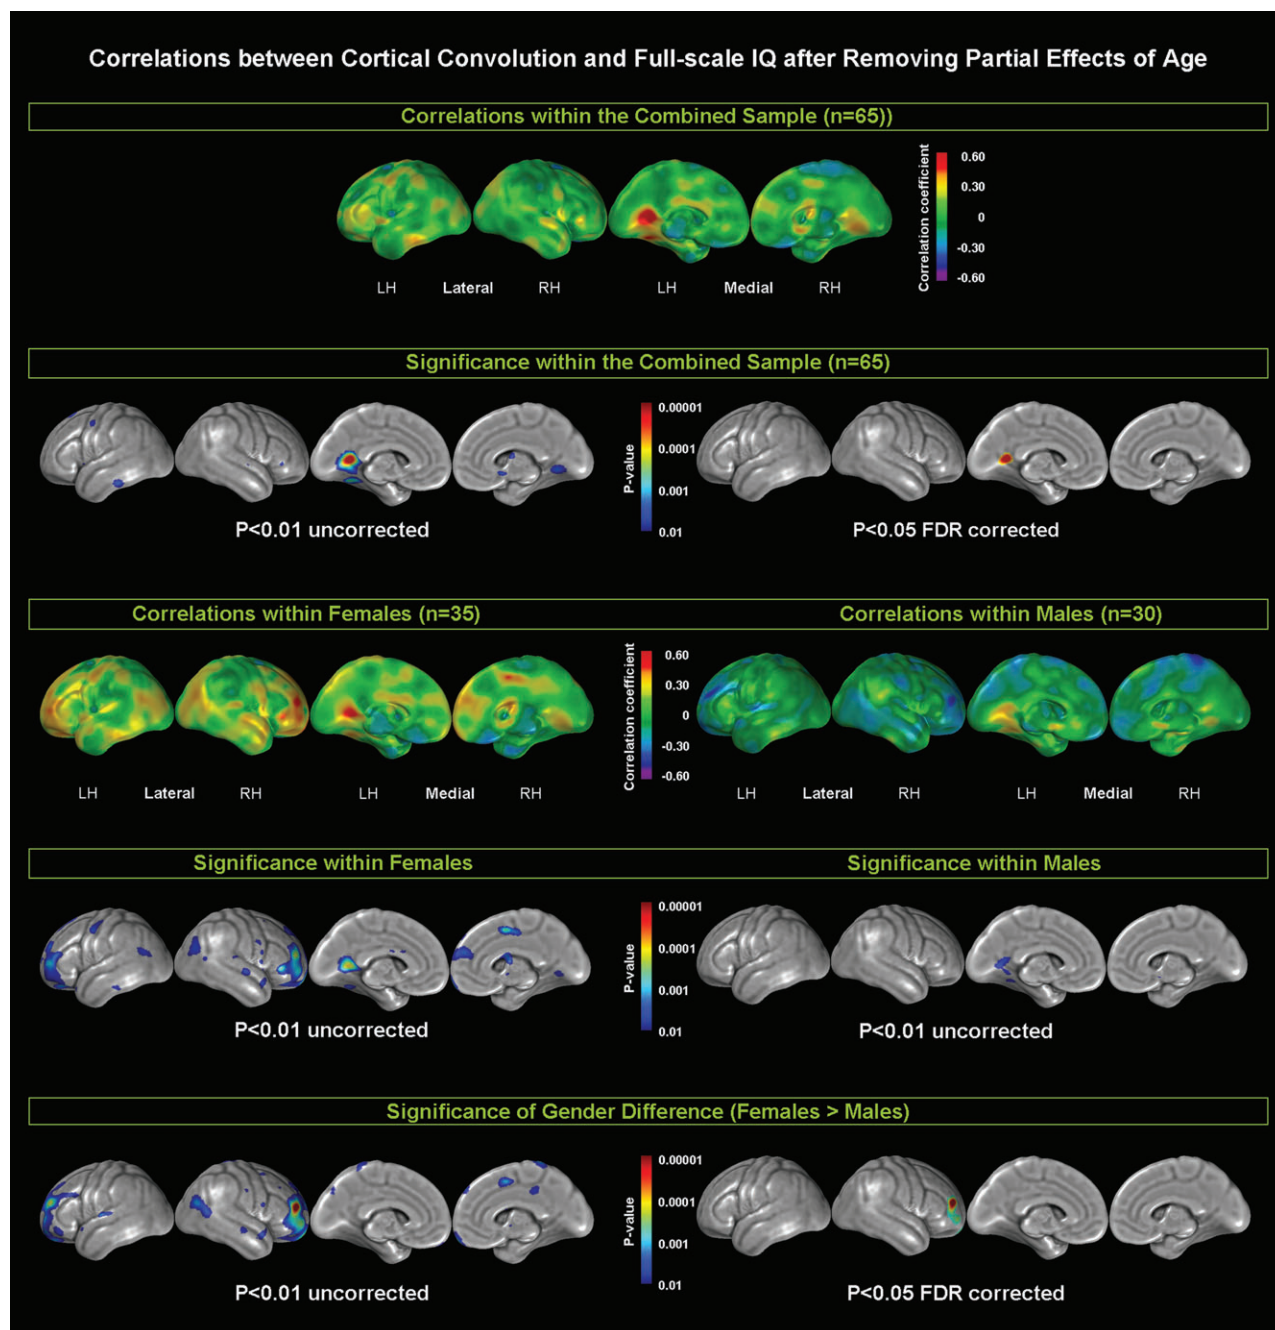 Correlations between Cortical Convolution and Full-scale IQ after Removing Partial Effects of Age
Correlations within the Combined Sample (n=65))
Correlation coefficient
0.60
0.30
0
-0.30
-0.60
LH Lateral RH LH Medial RH
Significance within the Combined Sample (n=65)
P-value
0.00001
0.0001
0.001
0.01
P<0.01 uncorrected
P<0.05 FDR corrected
Correlations within Females (n=35)
Correlations within Males (n=30)
Correlation coefficient
0.60
0.30
0
-0.30
-0.60
LH Lateral RH LH Medial RH
LH Lateral RH LH Medial RH
Significance within Females
Significance within Males
P-value
0.00001
0.0001
0.001
0.01
P<0.01 uncorrected
P<0.01 uncorrected
Significance of Gender Difference (Females > Males)
P-value
0.00001
0.0001
0.001
0.01
P<0.01 uncorrected
P<0.05 FDR corrected